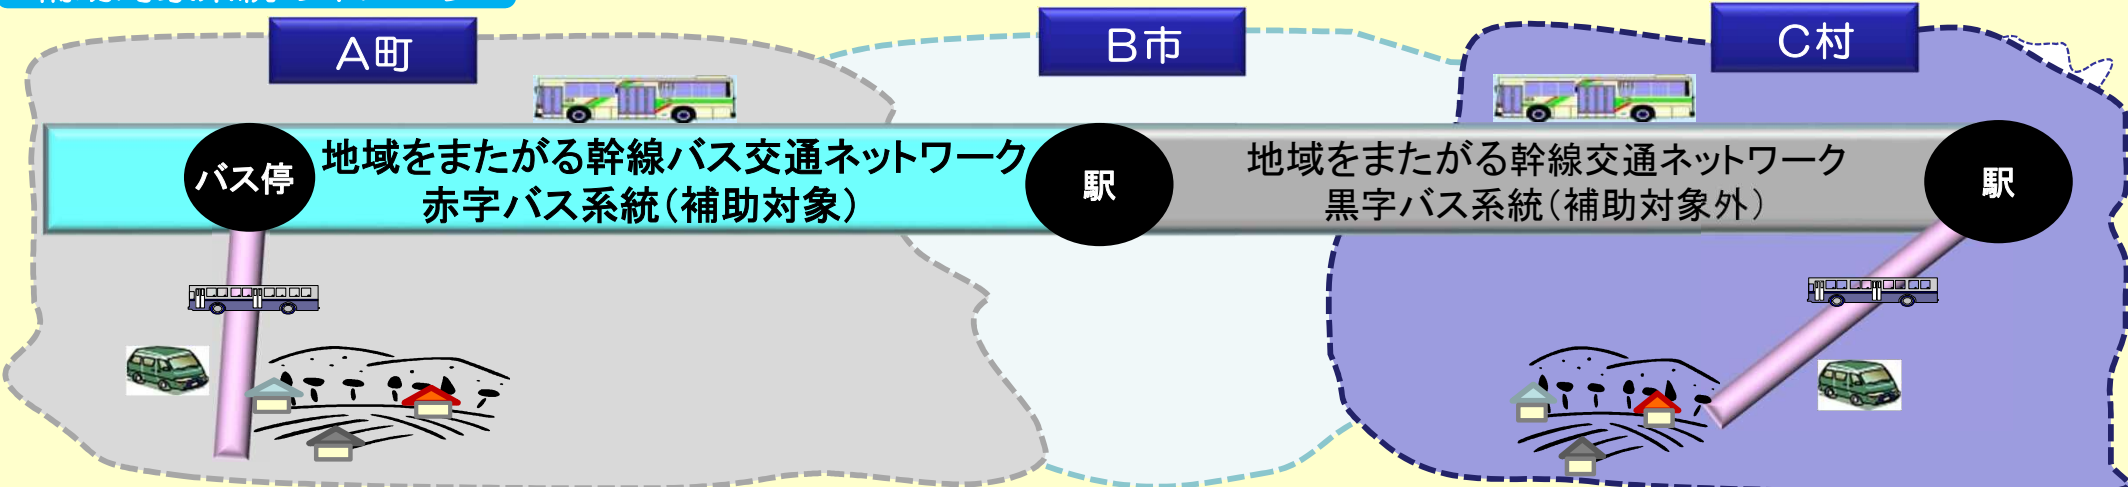 A町
B市
C村
バス停
地域をまたがる幹線バス交通ネットワーク
赤字バス系統(補助対象)
駅
地域をまたがる幹線交通ネットワーク
黒字バス系統(補助対象外)
駅